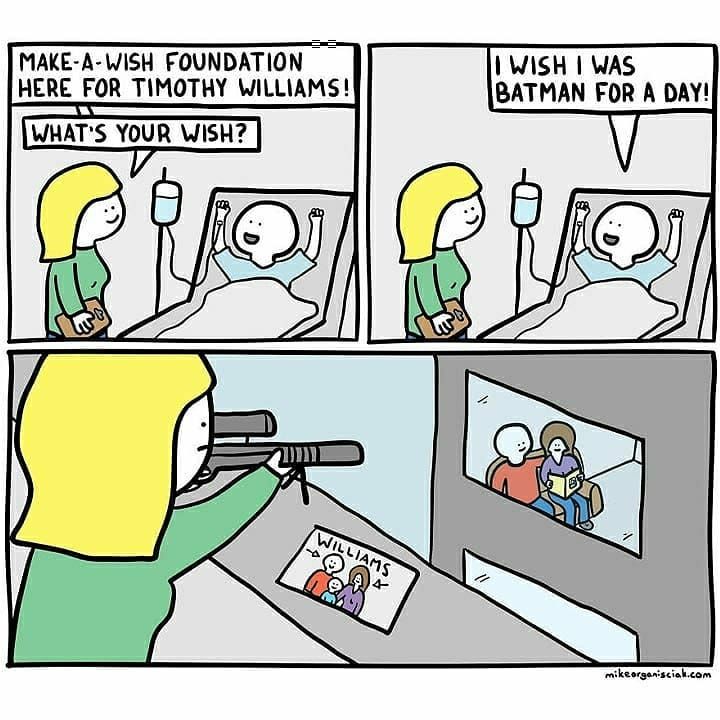 MAKE-A-WISH FOUNDATION
HERE FOR TIMOTHY WILLIAMS!
WHAT'S YOUR WISH?
I WISH I WAS
BATMAN FOR A DAY!
WILLIAMS
mikeorganisciak.com